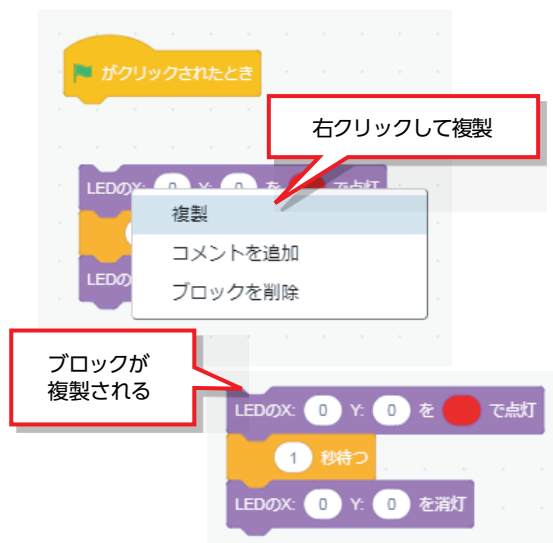 がクリックされたとき
右クリックして複製
LEDのX: 0 Y: 0 を で点灯
複製
コメントを追加
LEDの
ブロックを削除
ブロックが
複製される
LEDのX: 0 Y: 0 を で点灯
1 秒待つ
LEDのX: 0 Y: 0 を消灯